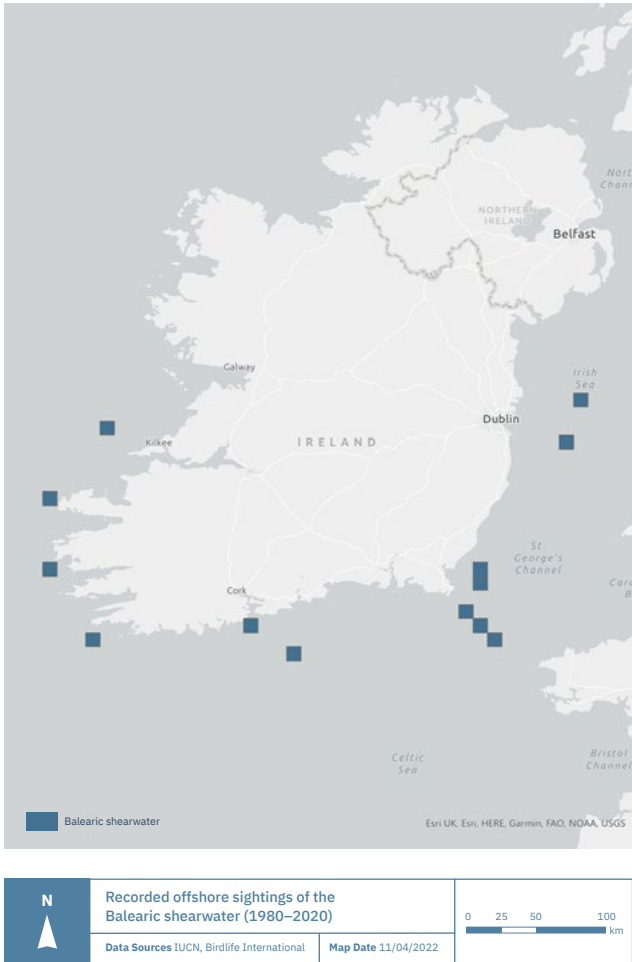 Nort
Chann
NORTHERN
IRELAND
Belfast
Galway
Irish
Sea
Dublin
IRELAND
Kilkee
St.
George's
Channel
Cork
Bristol
Channel
Celtic
Sea
Balearic shearwater
Esri UK, Esri, HERE, Garmin, FAO, NOAA, USGS
N
Recorded offshore sightings of the
Balearic shearwater (1980–2020)
0 25 50 100
km
Data Sources IUCN, Birdlife International
Map Date 11/04/2022